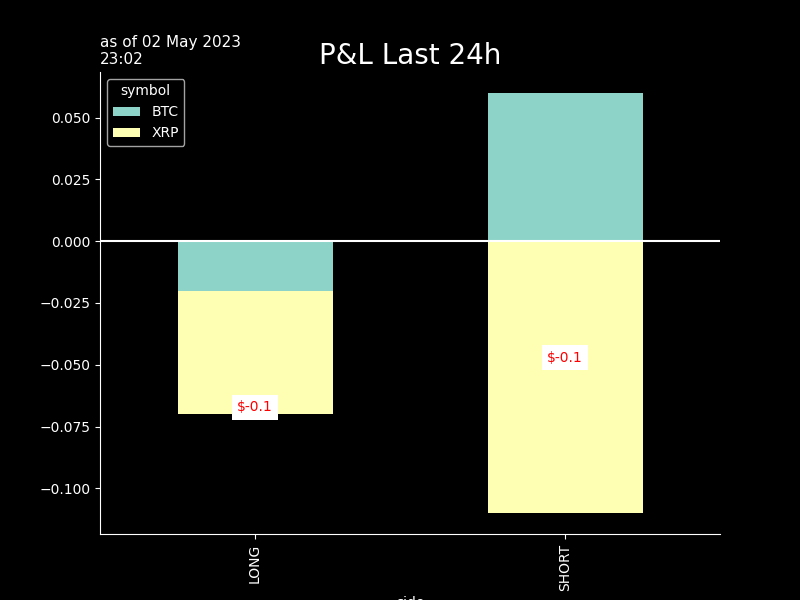 as of 02 May 2023
23:02
P&L Last 24h
symbol
BTC
XRP
0.050
0.025
0.000
−0.025
−0.050
−0.075
−0.100
$-0.1
$-0.1
LONG
SHORT
side